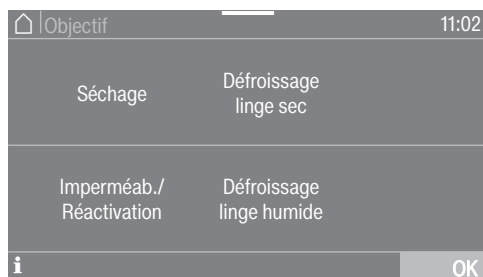 Objectif
11:02
Séchage
Défroissage
linge sec
Imperméab./
Réactivation
Défroissage
linge humide
i
OK